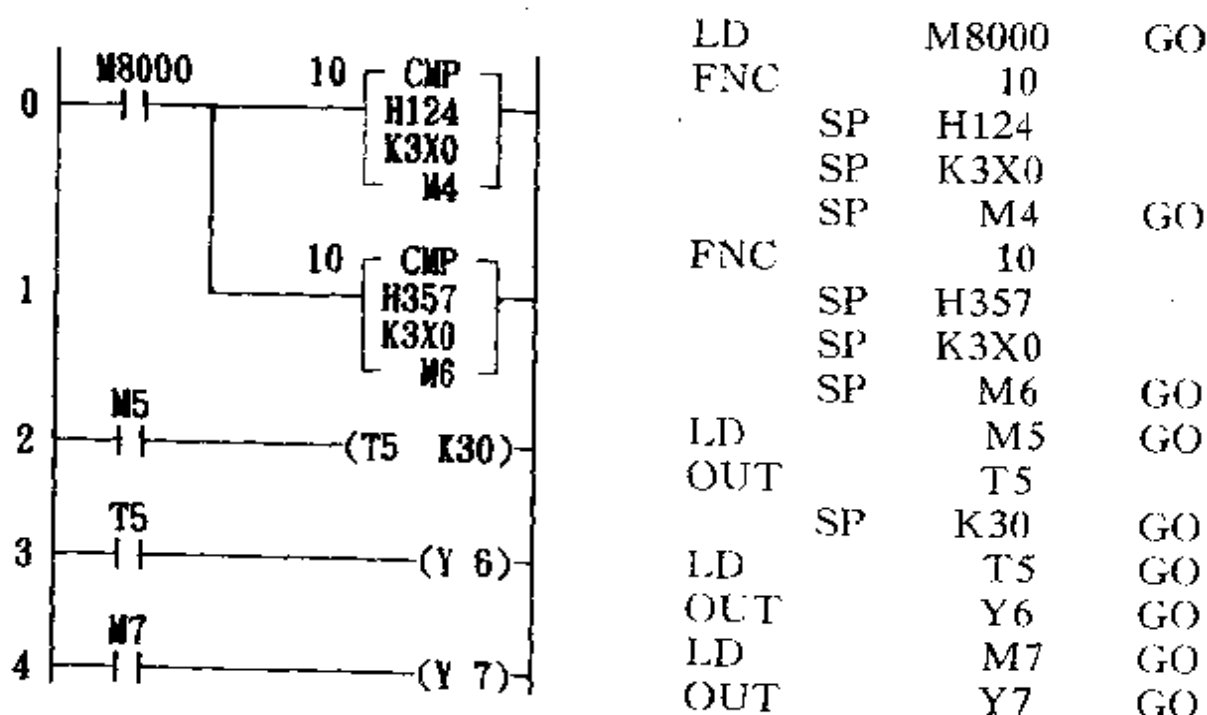 M8000
0
10 CMP
H124
K3X0
M4
10 CMP
1
H357
K3X0
M6
M5
2
(T5 K30)
T5
3
(Y 6)
M7
4
(Y 7)
LD M8000 GO
FNC 10
SP H124
SP K3X0
SP M4 GO
FNC 10
SP H357
SP K3X0
SP M6 GO
LD M5 GO
OUT T5
SP K30 GO
LD T5 GO
OUT Y6 GO
LD M7 GO
OUT Y7 GO